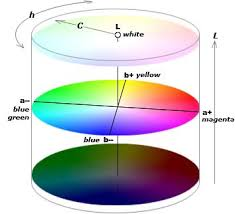 h
C
L
white
L
b+ yellow
a–
blue
green
a+
magenta
blue b–